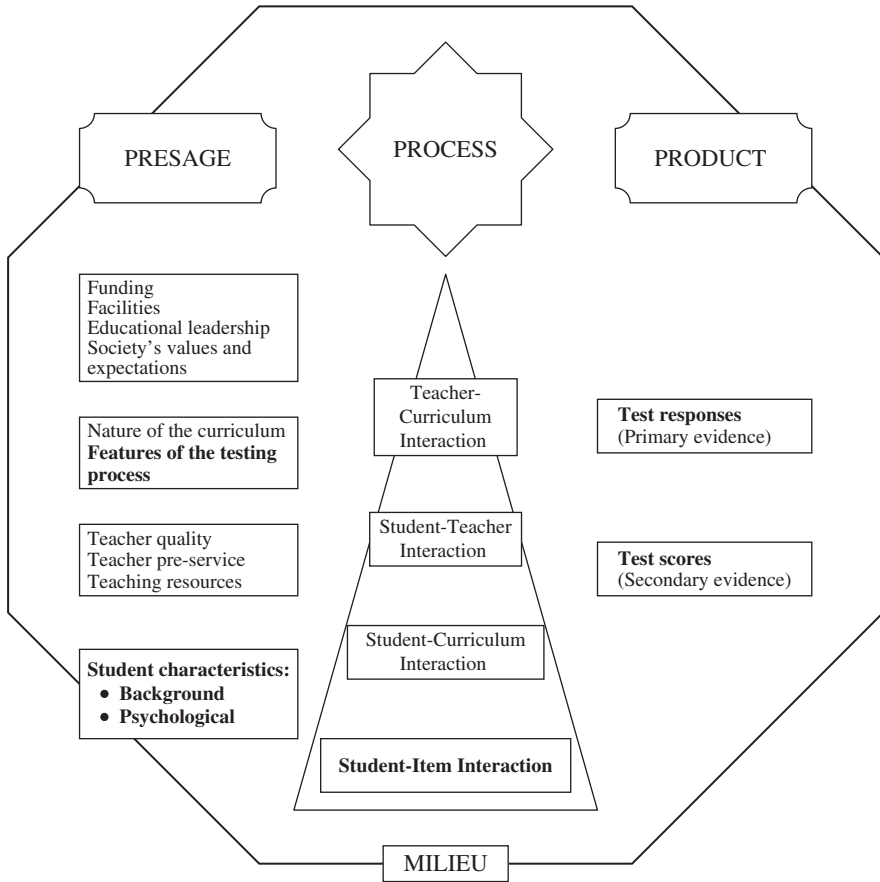 PRESAGE
PROCESS
PRODUCT
Funding
Facilities
Educational leadership
Society’s values and
expectations
Nature of the curriculum
Features of the testing
process
Teacher quality
Teacher pre-service
Teaching resources
Student characteristics:
• Background
• Psychological
Teacher-
Curriculum
Interaction
Student-Teacher
Interaction
Student-Curriculum
Interaction
Student-Item Interaction
Test responses
(Primary evidence)
Test scores
(Secondary evidence)
MILIEU